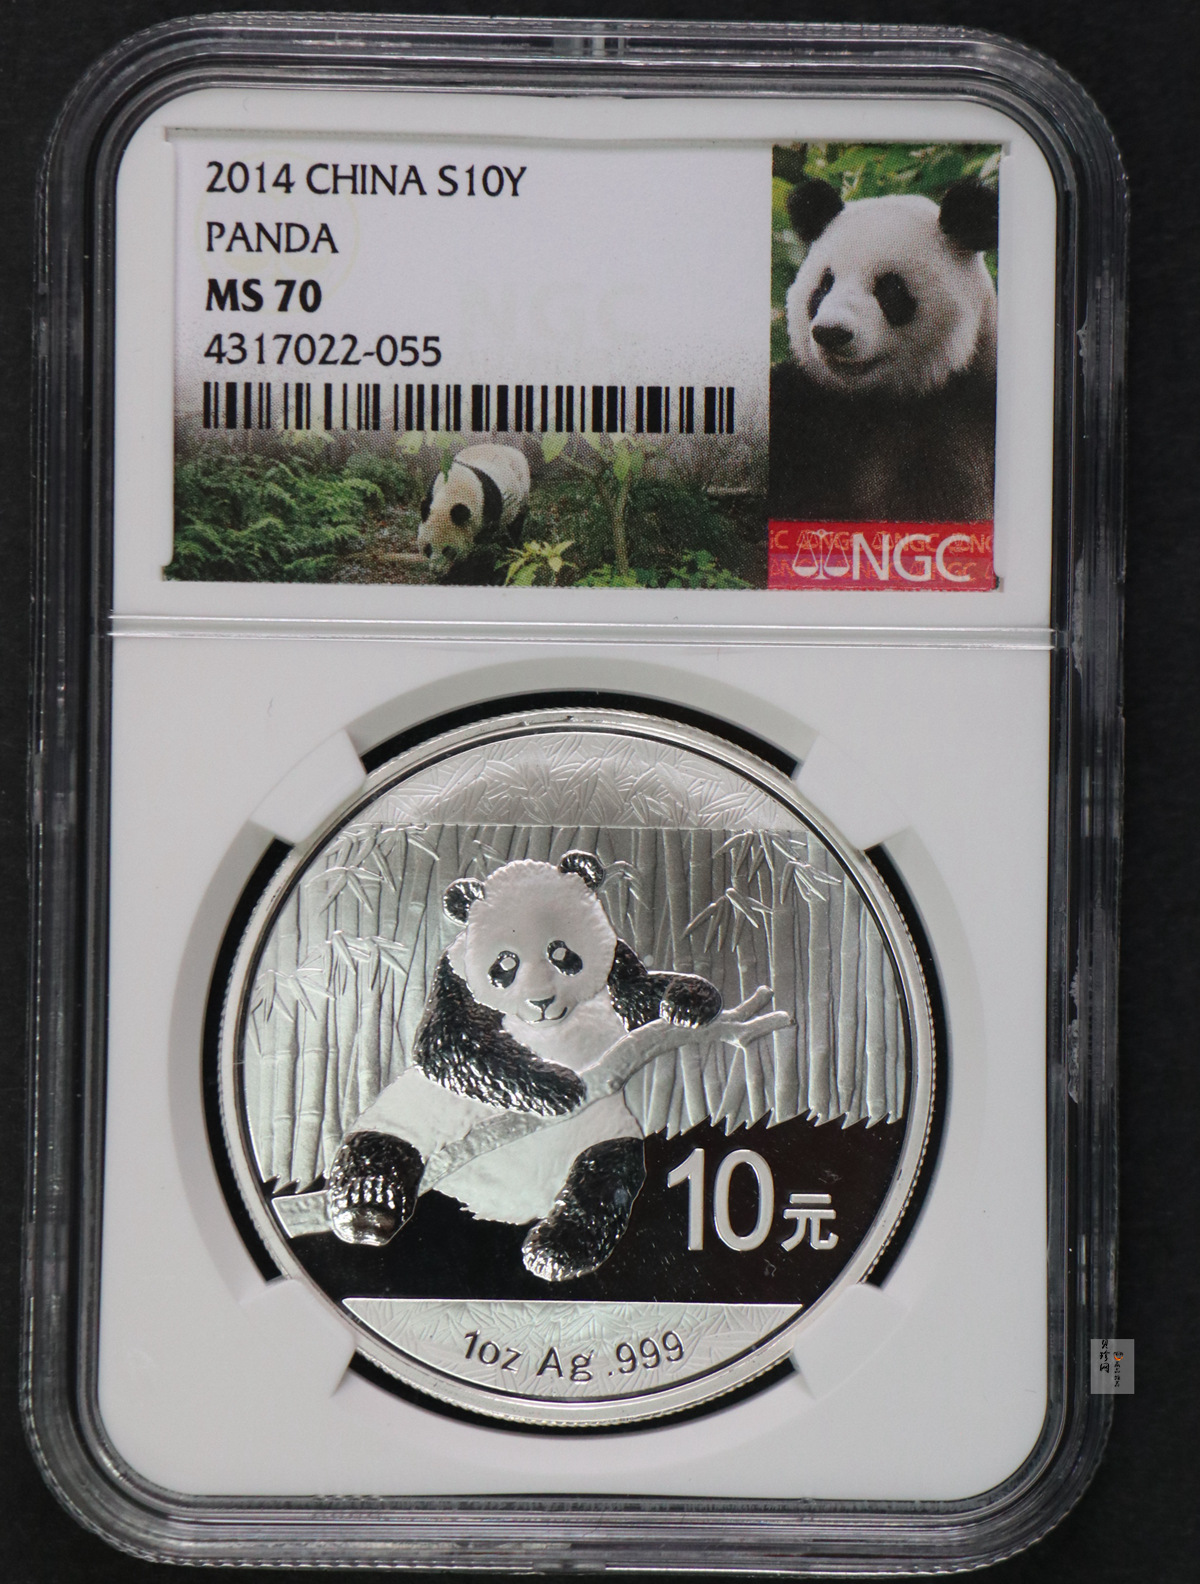 2014 CHINA S10Y
PANDA
MS 70
4317022-055
NGC
10元
1oz Ag .999